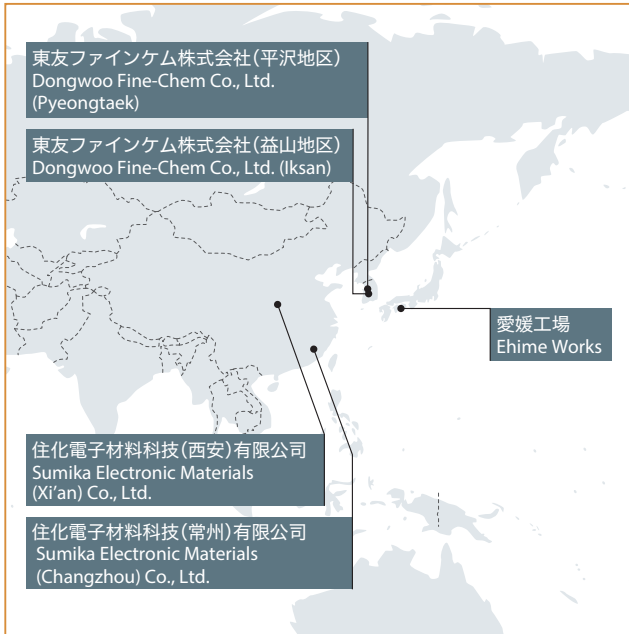 東友ファインケム株式会社（平沢地区）
Dongwoo Fine-Chem Co., Ltd.
(Pyeongtaek)
東友ファインケム株式会社（益山地区）
Dongwoo Fine-Chem Co., Ltd. (Iksan)
愛媛工場
Ehime Works
住化電子材料科技（西安）有限公司
Sumika Electronic Materials
(Xi’an) Co., Ltd.
住化電子材料科技（常州）有限公司
Sumika Electronic Materials
(Changzhou) Co., Ltd.